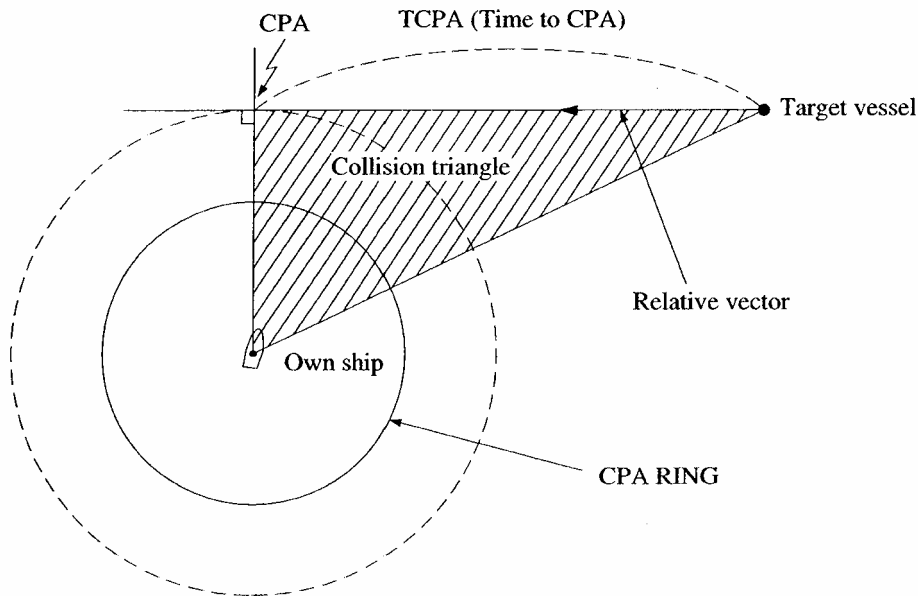 CPA
TCPA (Time to CPA)
Target vessel
Collision triangle
Relative vector
Own ship
CPA RING